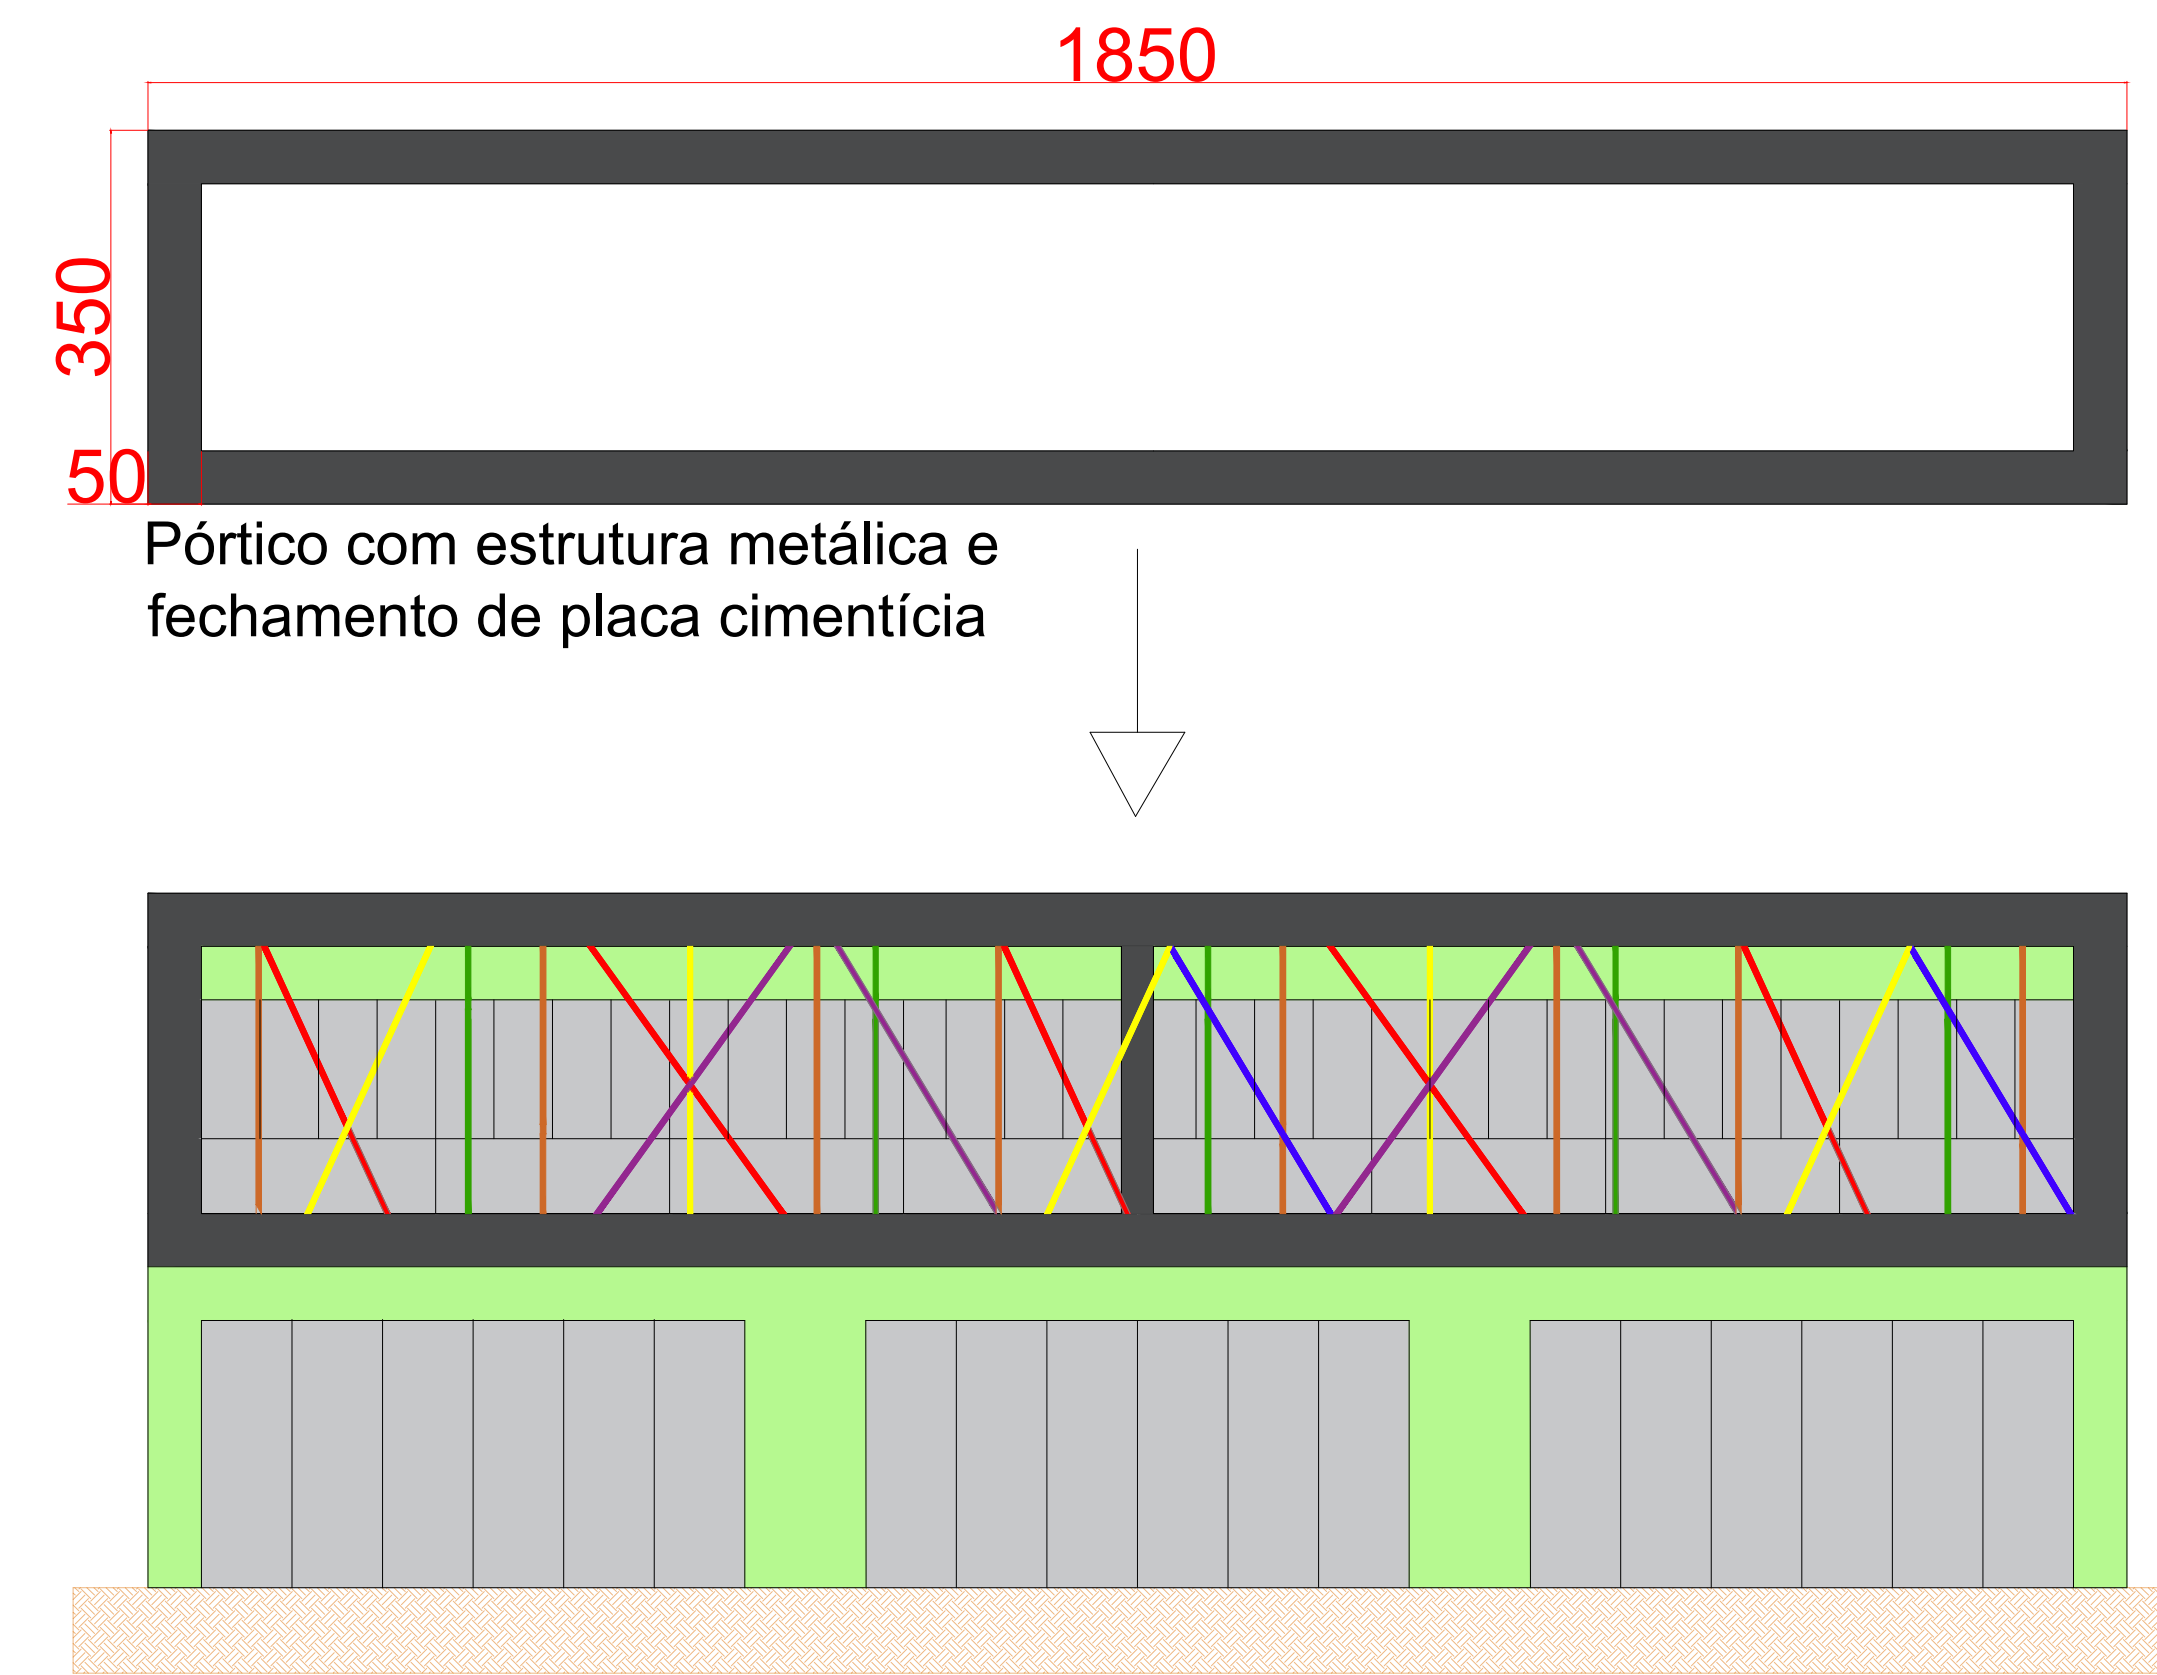 1850
350
50
Pórtico com estrutura metálica e
fechamento de placa cimentícia